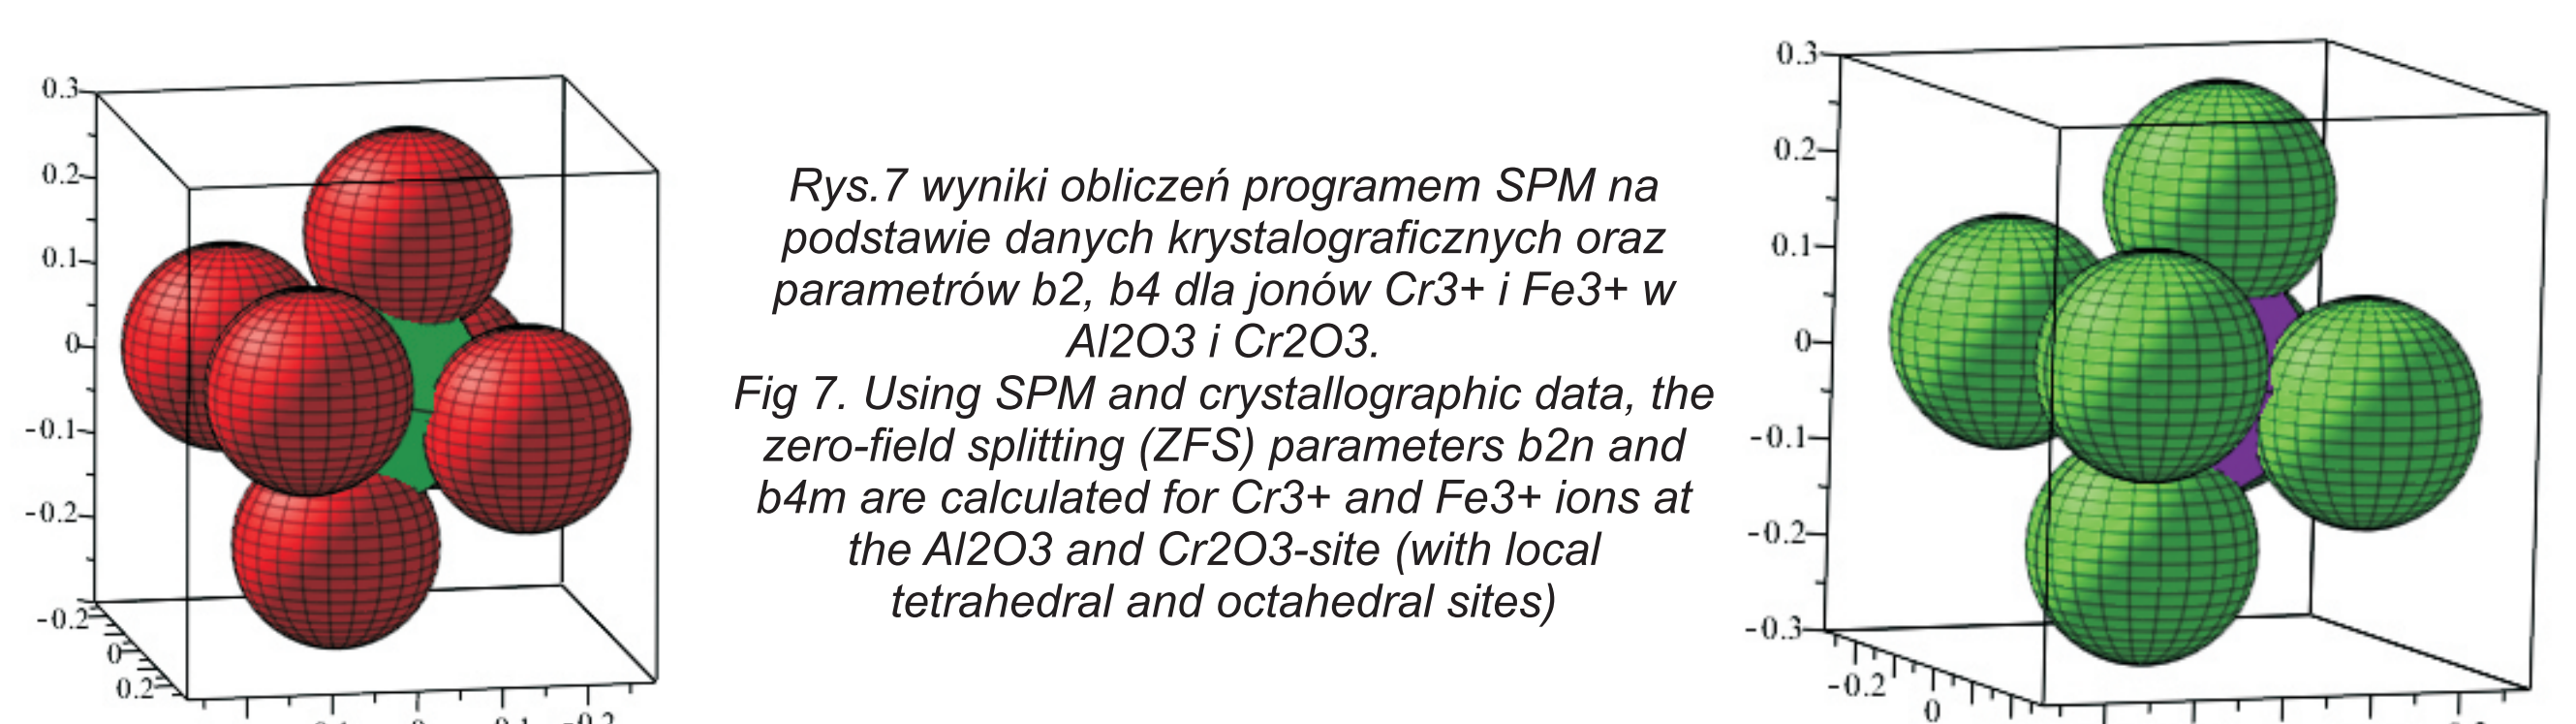 0.3
0.2
0.1
0
-0.1
-0.2
-0.2
0
0.2
Rys.7 wyniki obliczeń programem SPM na
podstawie danych krystalograficznych oraz
parametrów b2, b4 dla jonów Cr3+ i Fe3+ w
Al2O3 i Cr2O3.
Fig 7. Using SPM and crystallographic data, the
zero-field splitting (ZFS) parameters b2n and
b4m are calculated for Cr3+ and Fe3+ ions at
the Al2O3 and Cr2O3-site (with local
tetrahedral and octahedral sites)
0.3
0.2
0.1
0
-0.1
-0.2
-0.3
-0.2
0